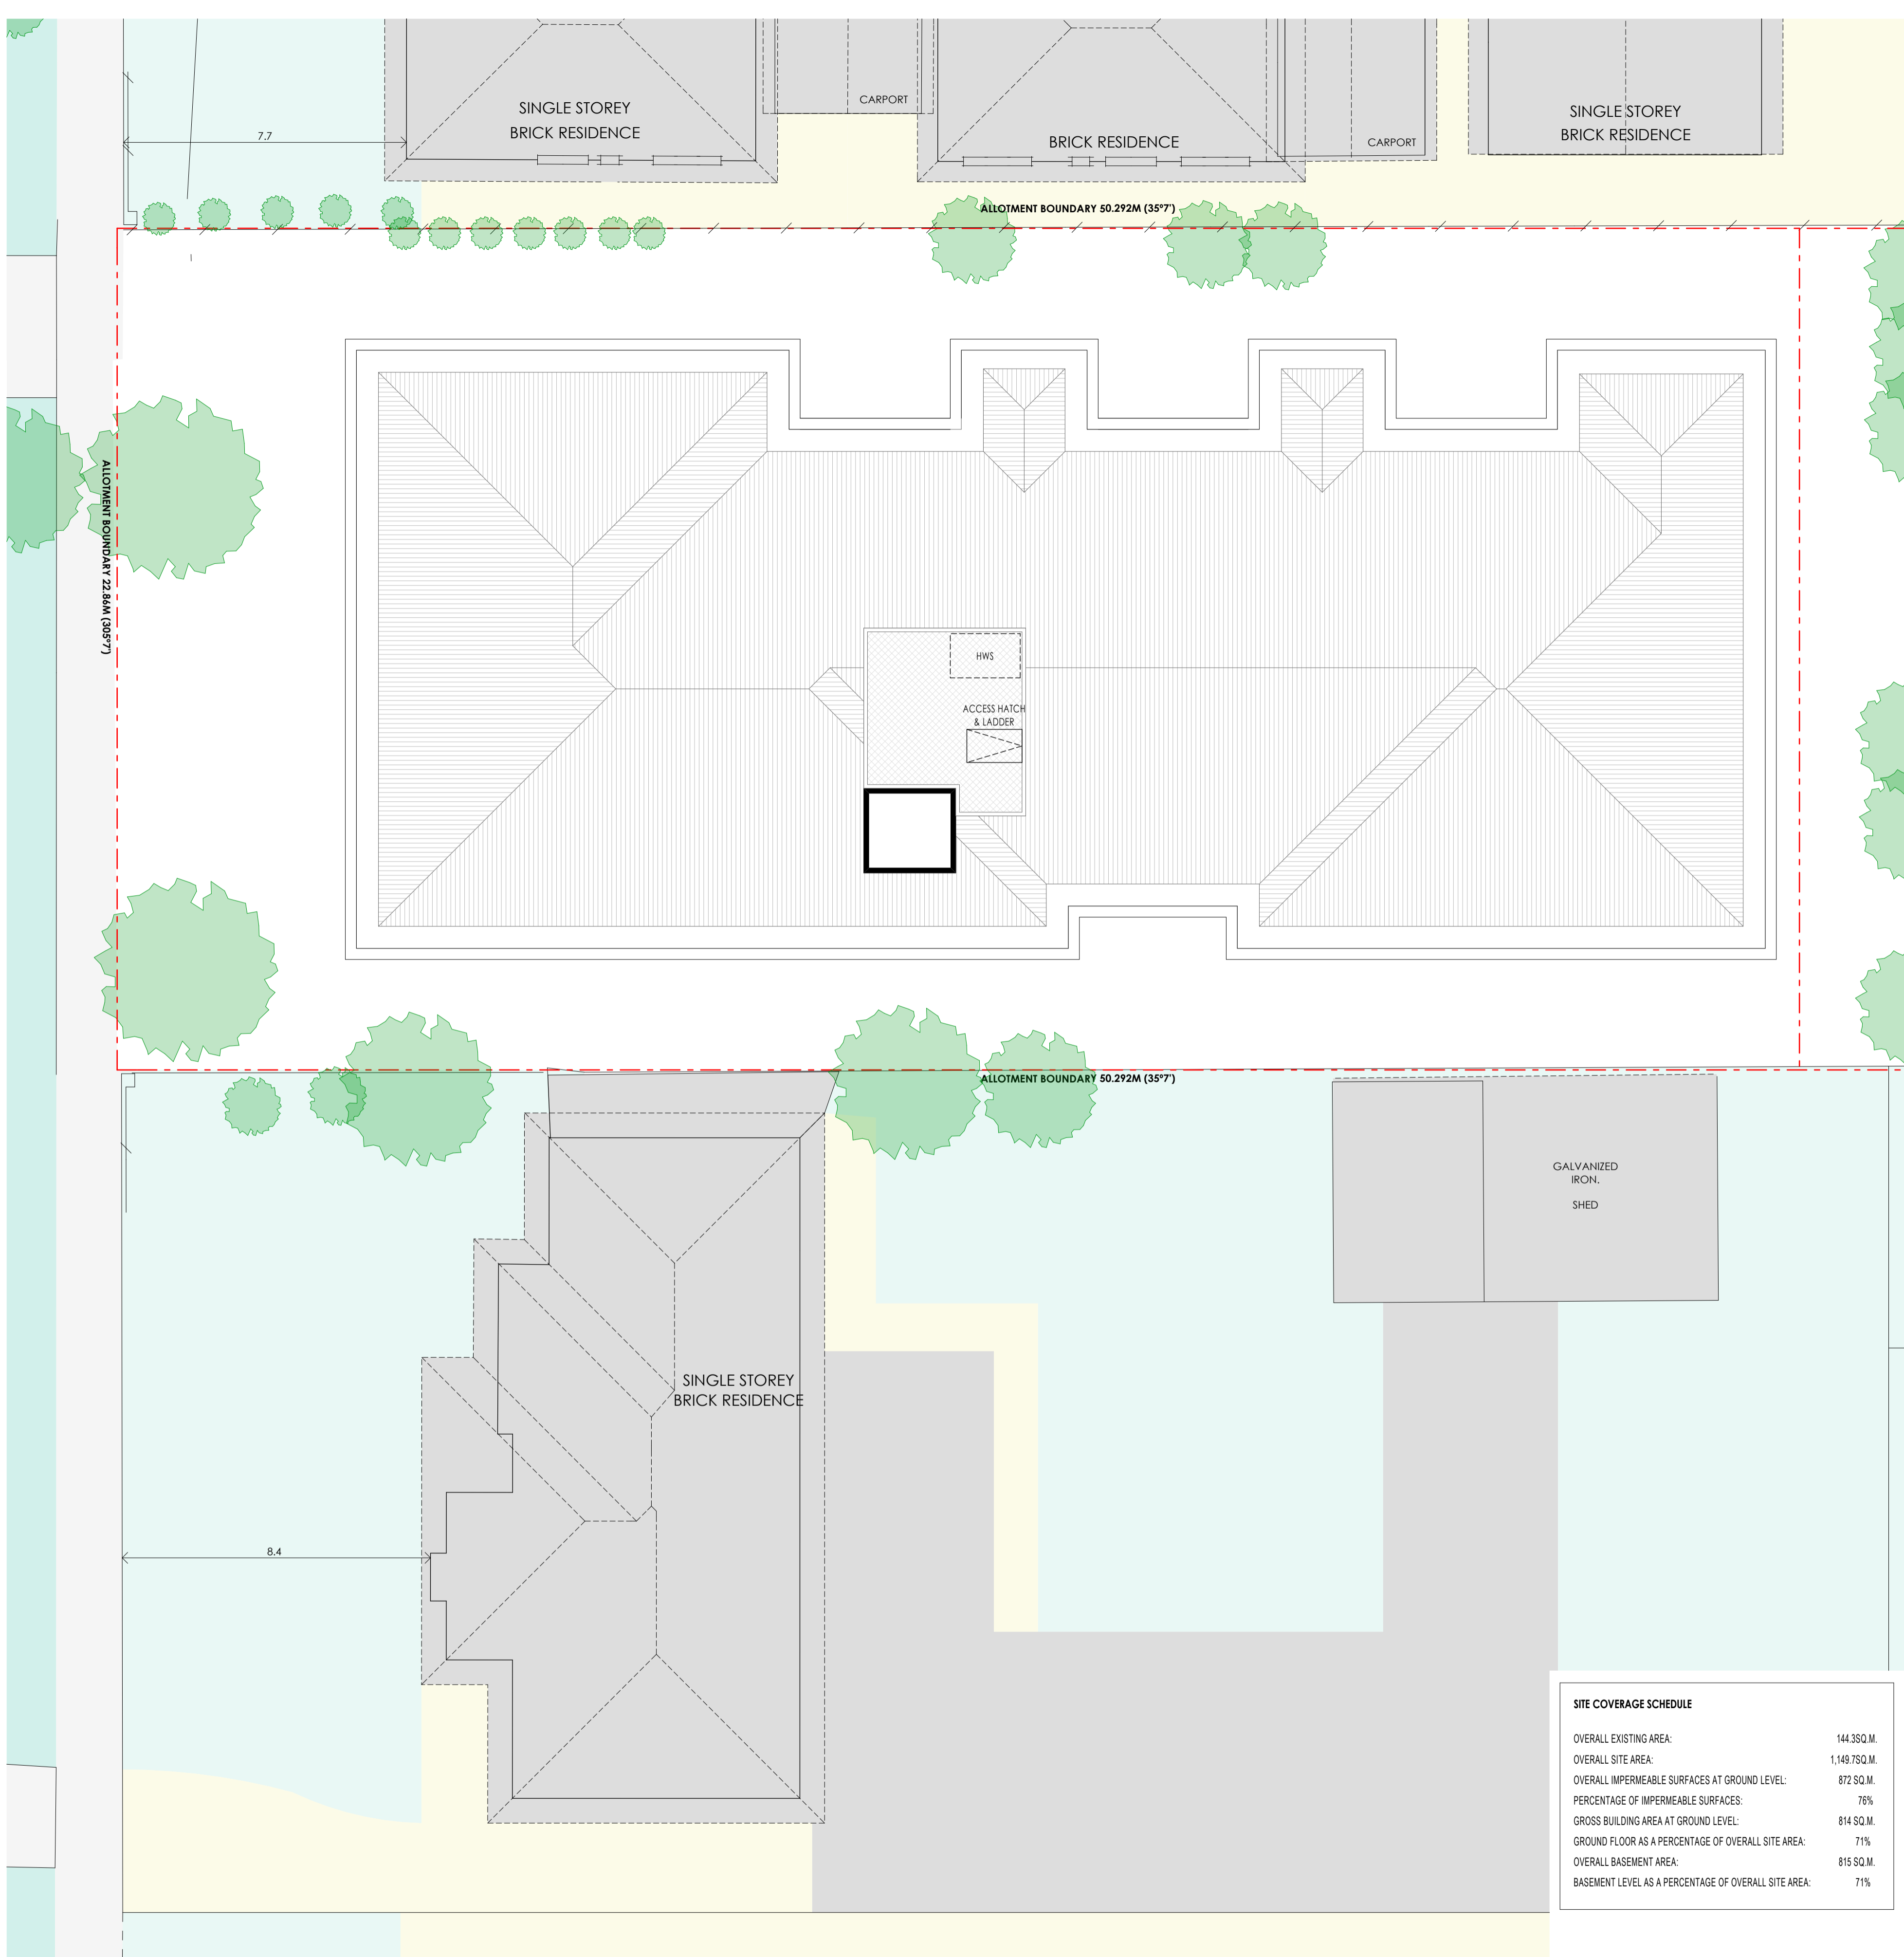 SINGLE STOREY
BRICK RESIDENCE
CARPORT
BRICK RESIDENCE
CARPORT
SINGLE STOREY
BRICK RESIDENCE
7.7
ALLOTMENT BOUNDARY 50.292M (35°7')
ALLOTMENT BOUNDARY 22.86M (305°7')
HWS
ACCESS HATCH
& LADDER
ALLOTMENT BOUNDARY 50.292M (35°7')
GALVANIZED
IRON.
SHED
SINGLE STOREY
BRICK RESIDENCE
8.4
SITE COVERAGE SCHEDULE
OVERALL EXISTING AREA: 144.3SQ.M.
OVERALL SITE AREA: 1,149.7SQ.M.
OVERALL IMPERMEABLE SURFACES AT GROUND LEVEL: 872 SQ.M.
PERCENTAGE OF IMPERMEABLE SURFACES: 76%
GROSS BUILDING AREA AT GROUND LEVEL: 814 SQ.M.
GROUND FLOOR AS A PERCENTAGE OF OVERALL SITE AREA: 71%
OVERALL BASEMENT AREA: 815 SQ.M.
BASEMENT LEVEL AS A PERCENTAGE OF OVERALL SITE AREA: 71%